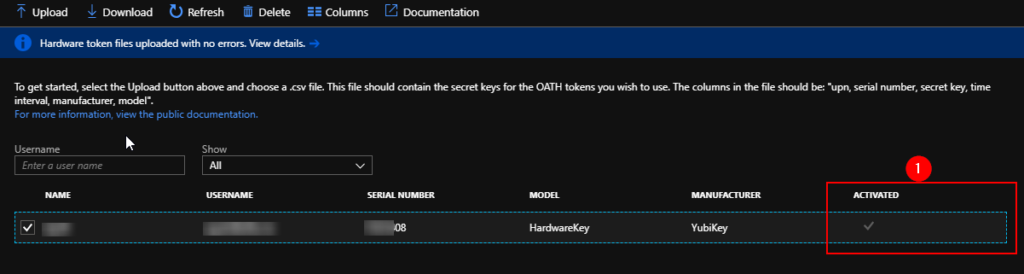 Upload Download Refresh Delete Columns Documentation
Hardware token files uploaded with no errors. View details.
To get started, select the Upload button above and choose a .csv file. This file should contain the secret keys for the OATH tokens you wish to use. The columns in the file should be: "upn, serial number, secret key, time
interval, manufacturer, model".
For more information, view the public documentation.
Username Show
Enter a user name All
1
NAME USERNAME SERIAL NUMBER MODEL MANUFACTURER ACTIVATED
08 HardwareKey YubiKey